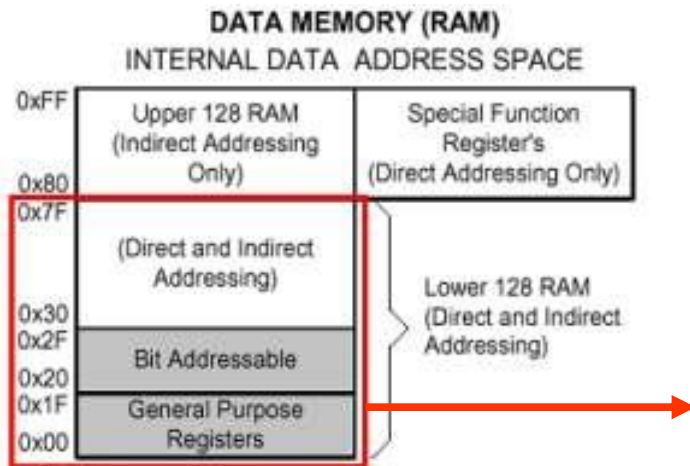 DATA MEMORY (RAM)
INTERNAL DATA ADDRESS SPACE
0xFF
Upper 128 RAM
(Indirect Addressing
Only)
0x80
Special Function
Register's
(Direct Addressing Only)
0x7F
(Direct and Indirect
Addressing)
0x30
0x2F
Bit Addressable
0x20
0x1F
General Purpose
Registers
0x00
Lower 128 RAM
(Direct and Indirect
Addressing)